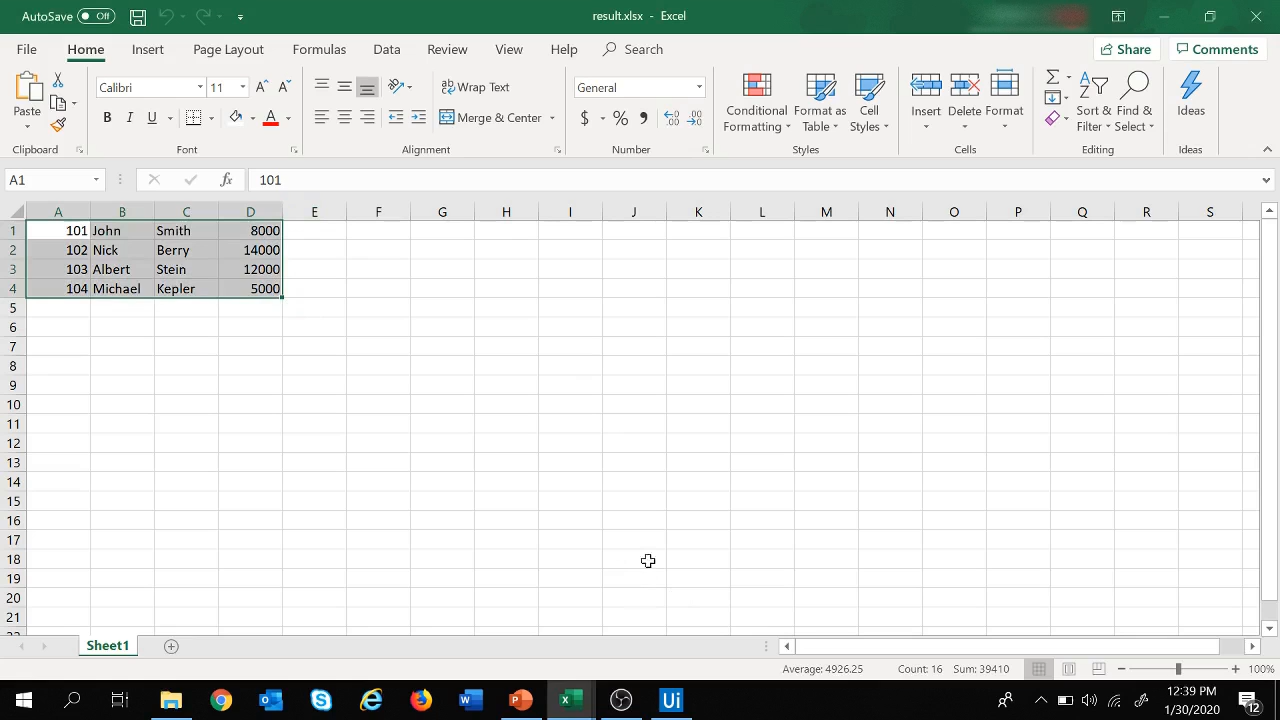 AutoSave Off result.xlsx - Excel
File Home Insert Page Layout Formulas Data Review View Help Search Share Comments
Paste Calibri 11 Wrap Text General Conditional Formatting Format as Table Cell Styles Insert Delete Format Sort & Filter Find & Select Ideas
B I U A Merge & Center $ % ,
Clipboard Font Alignment Number Styles Cells Editing Ideas
A1 fx 101
A B C D E F G H I J K L M N O P Q R S
1 101 John Smith 8000
2 102 Nick Berry 14000
3 103 Albert Stein 12000
4 104 Michael Kepler 5000
5
6
7
8
9
10
11
12
13
14
15
16
17
18
19
20
21
Sheet1
Average: 4926.25 Count: 16 Sum: 39410 100%
Ui 12:39 PM
1/30/2020 12